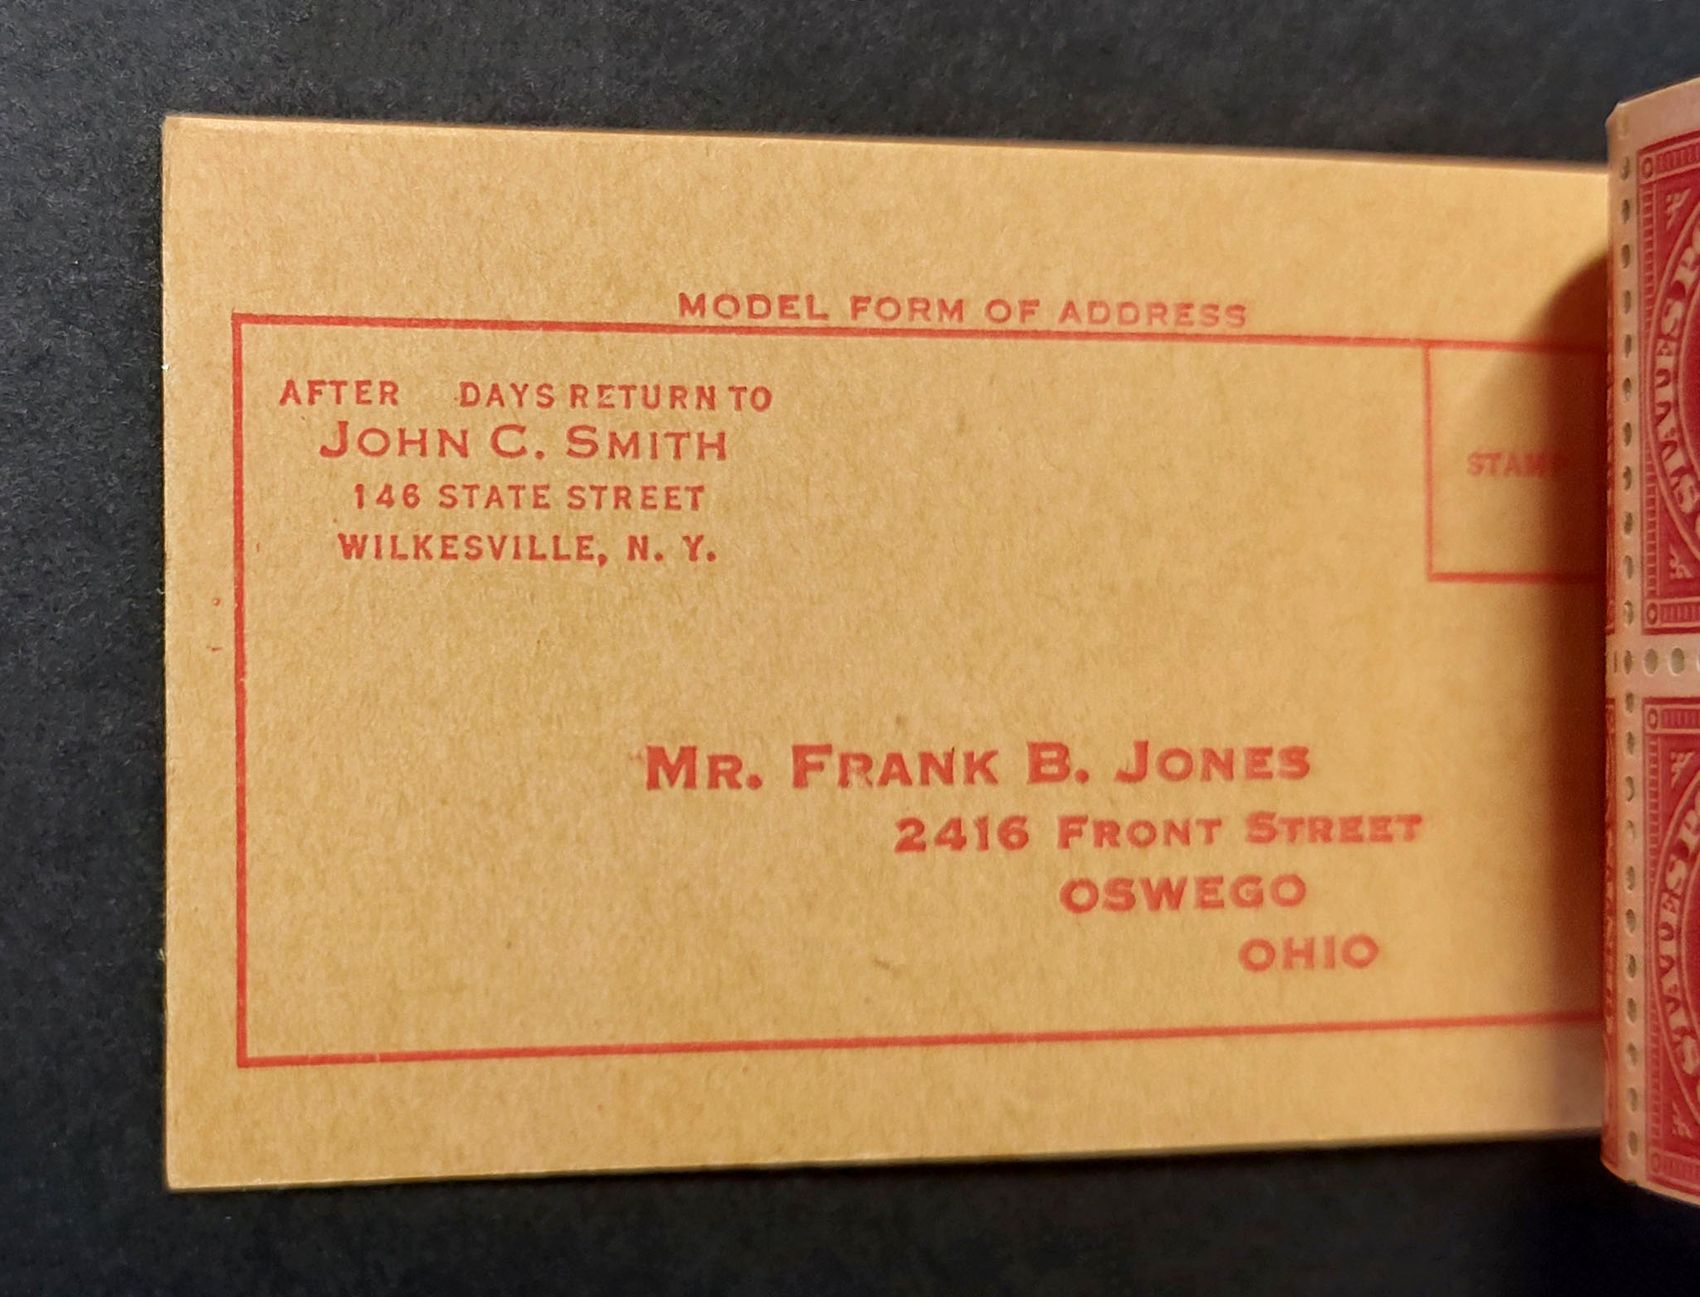 MODEL FORM OF ADDRESS
AFTER DAYS RETURN TO
JOHN C. SMITH
146 STATE STREET
WILKESVILLE, N. Y.
STAMP
MR. FRANK B. JONES
2416 FRONT STREET
OSWEGO
OHIO